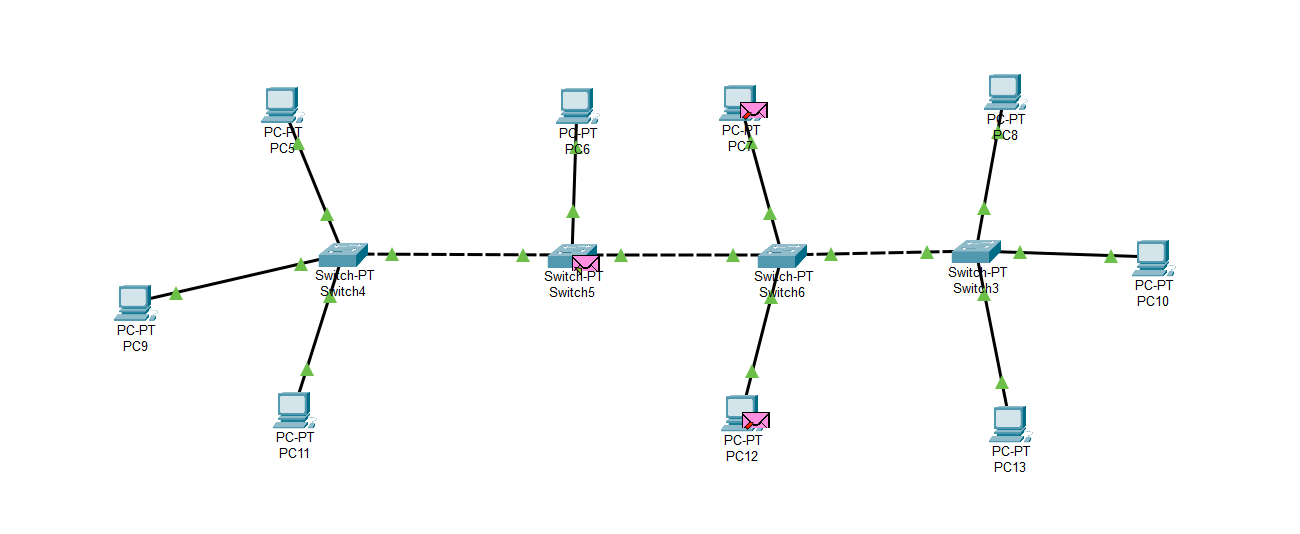 PC-PT
PC5
PC-PT
PC6
PC-PT
PC7
PC-PT
PC8
Switch-PT
Switch4
Switch-PT
Switch5
Switch-PT
Switch6
Switch-PT
Switch3
PC-PT
PC10
PC-PT
PC9
PC-PT
PC11
PC-PT
PC12
PC-PT
PC13